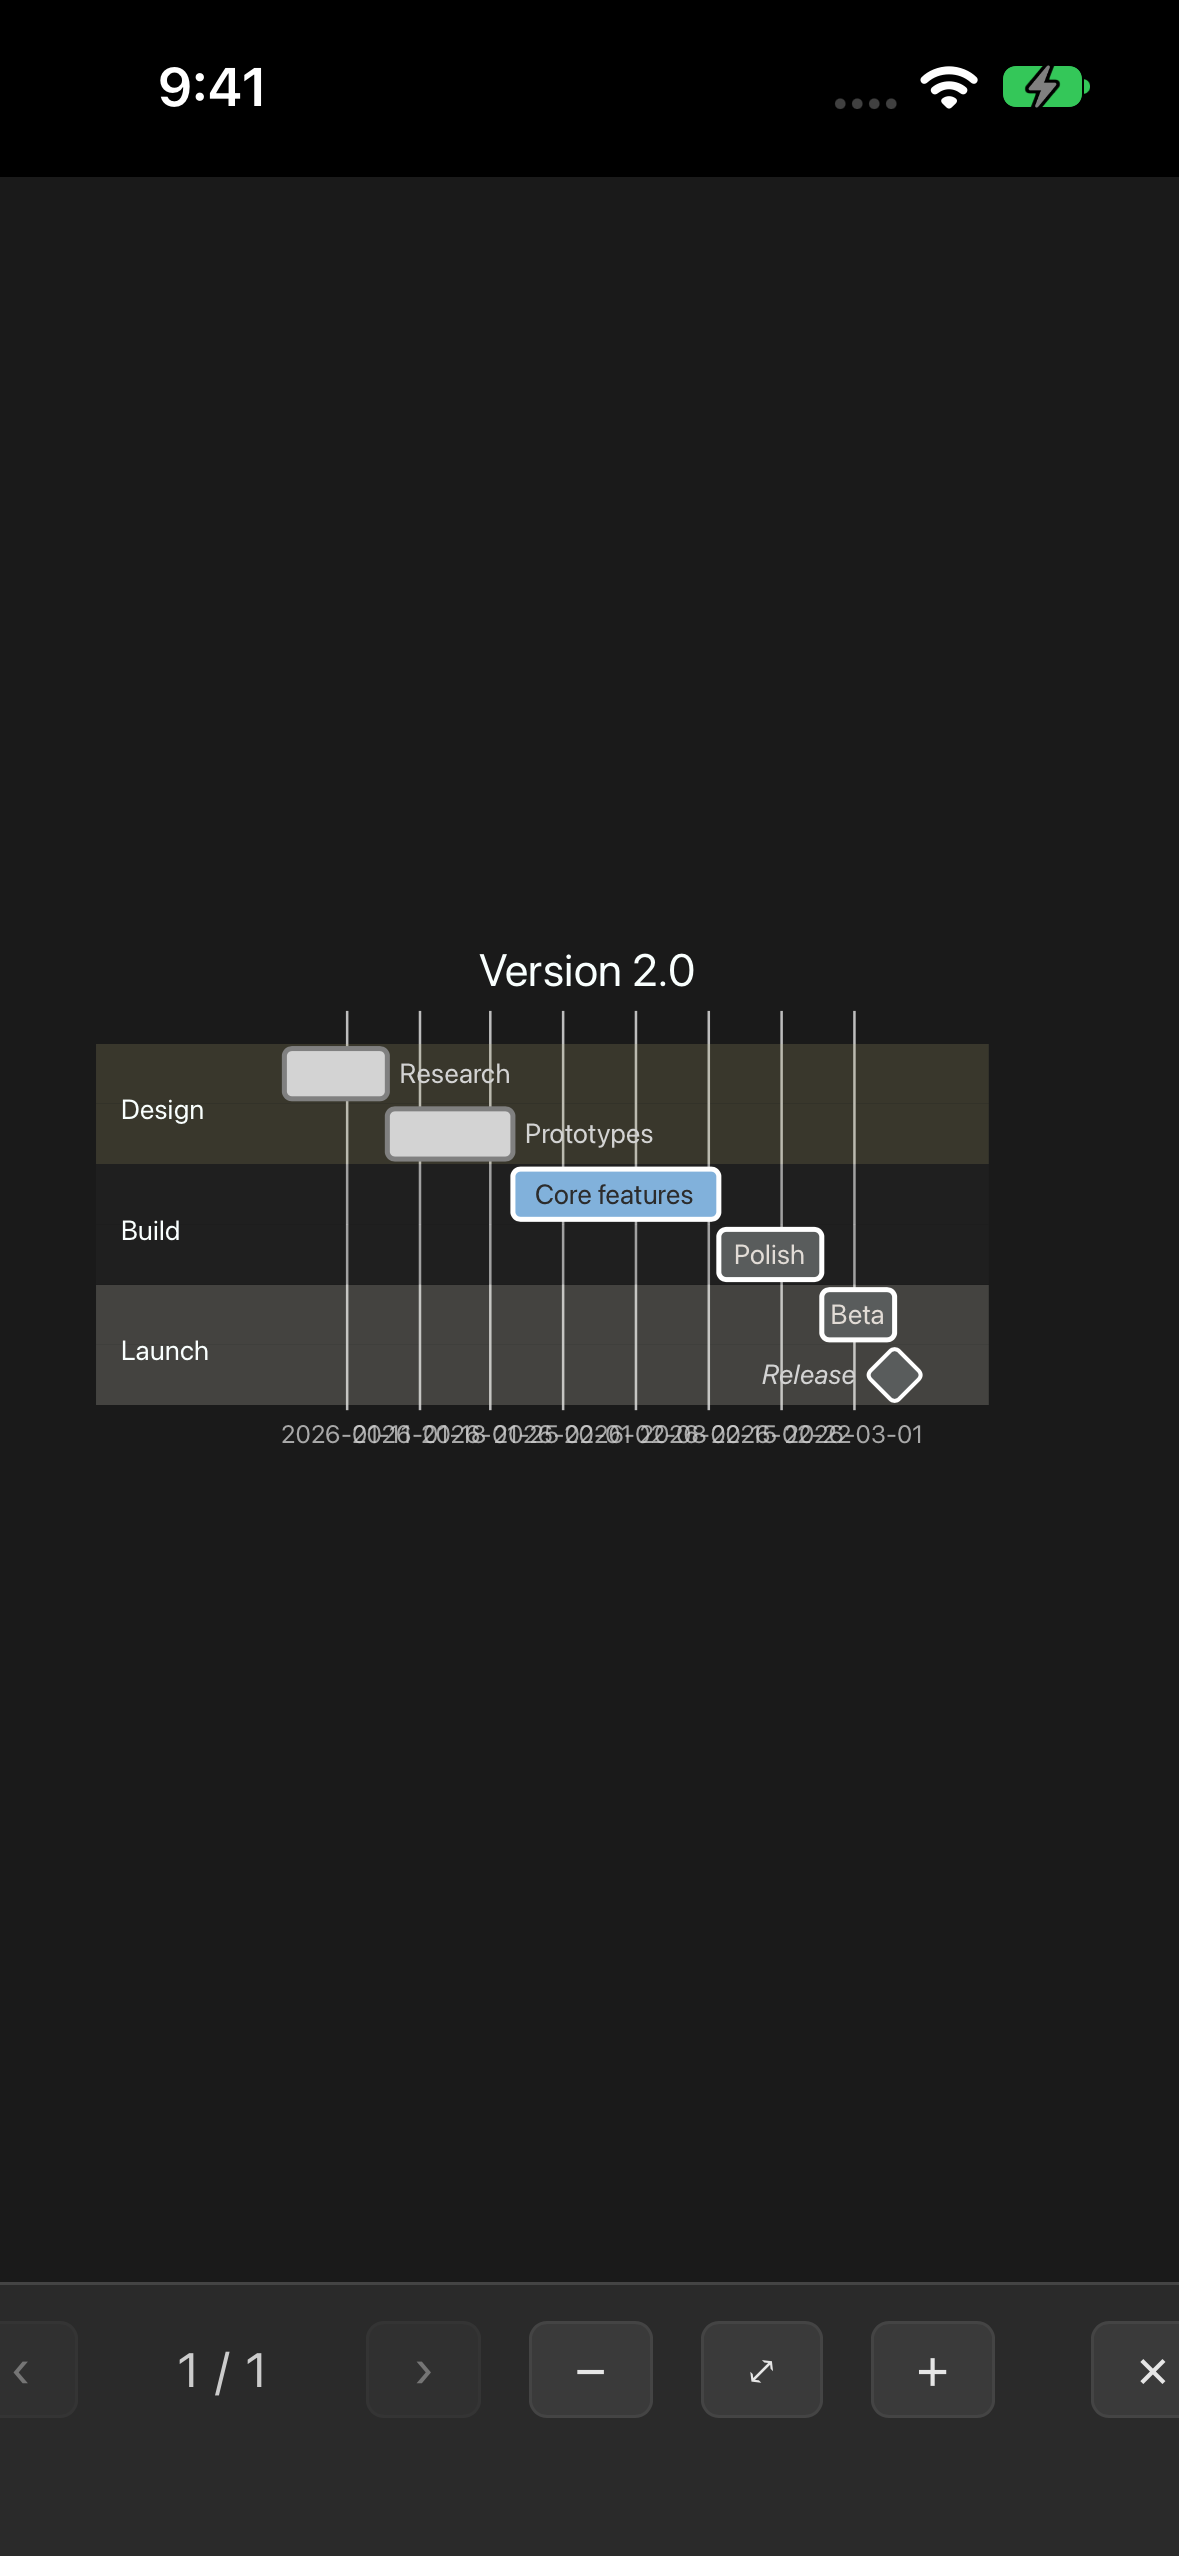 9:41
Version 2.0
Research
Design
Prototypes
Core features
Build
Polish
Beta
Launch
Release
1 / 1